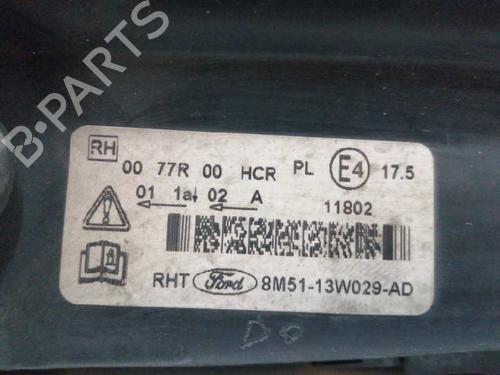 B-PARTS
RH
00 77R 00 HCR PL E4 17.5
01 1a 02 A
11802
RHT Ford 8M51-13W029-AD
DO